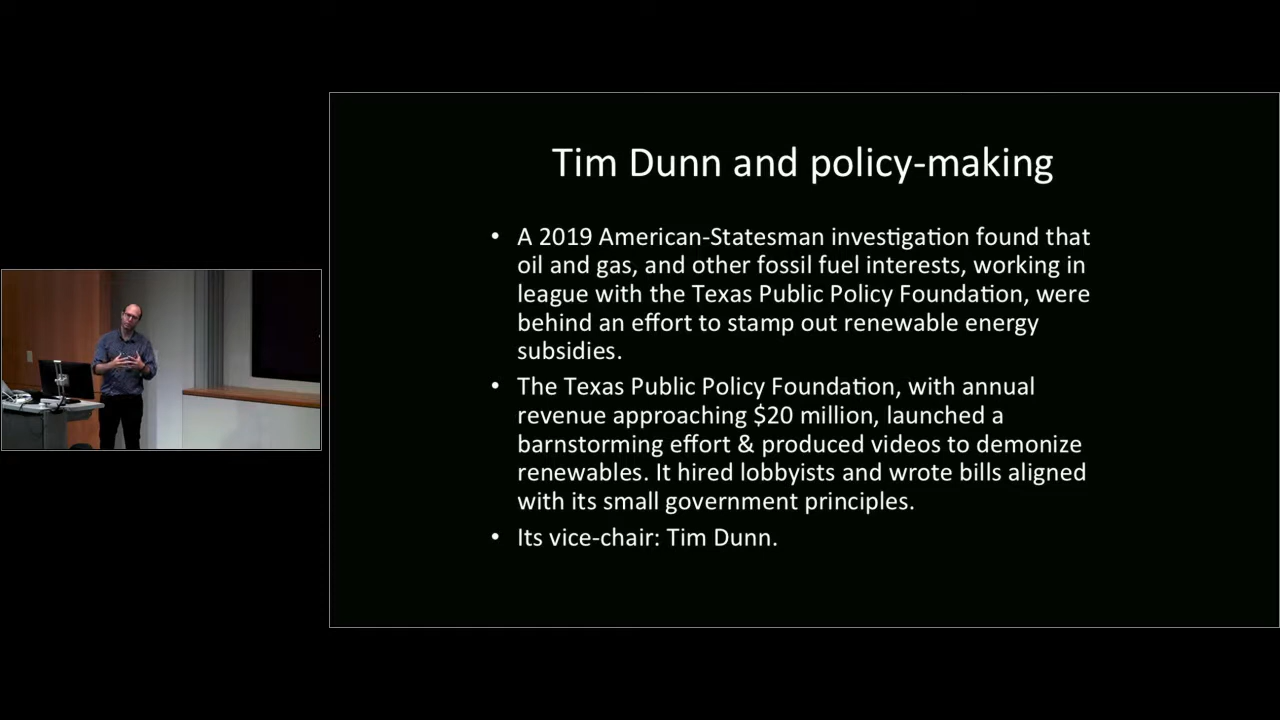 Tim Dunn and policy-making
• A 2019 American-Statesman investigation found that
oil and gas, and other fossil fuel interests, working in
league with the Texas Public Policy Foundation, were
behind an effort to stamp out renewable energy
subsidies.
• The Texas Public Policy Foundation, with annual
revenue approaching $20 million, launched a
barnstorming effort & produced videos to demonize
renewables. It hired lobbyists and wrote bills aligned
with its small government principles.
• Its vice-chair: Tim Dunn.